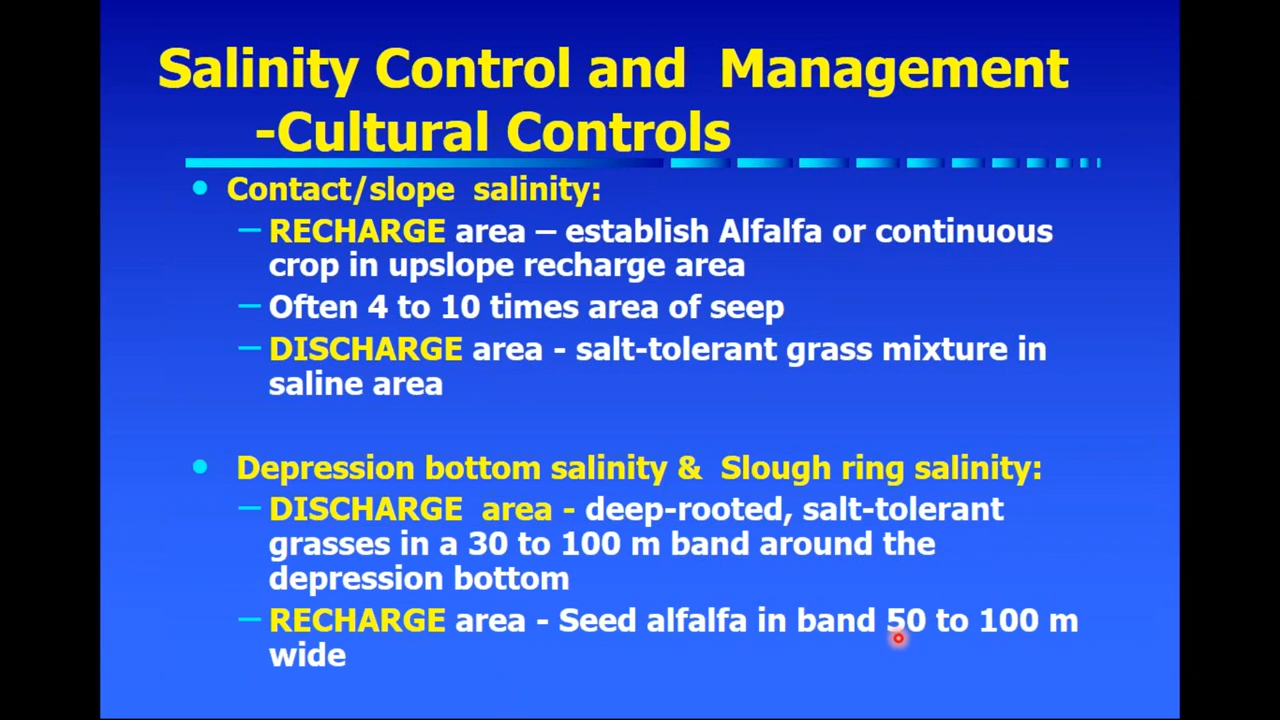 Salinity Control and  Management
-Cultural Controls
• Contact/slope  salinity:
– RECHARGE area – establish Alfalfa or continuous
crop in upslope recharge area
– Often 4 to 10 times area of seep
– DISCHARGE area - salt-tolerant grass mixture in
saline area
• Depression bottom salinity &  Slough ring salinity:
– DISCHARGE  area - deep-rooted, salt-tolerant
grasses in a 30 to 100 m band around the
depression bottom
– RECHARGE area - Seed alfalfa in band 50 to 100 m
wide